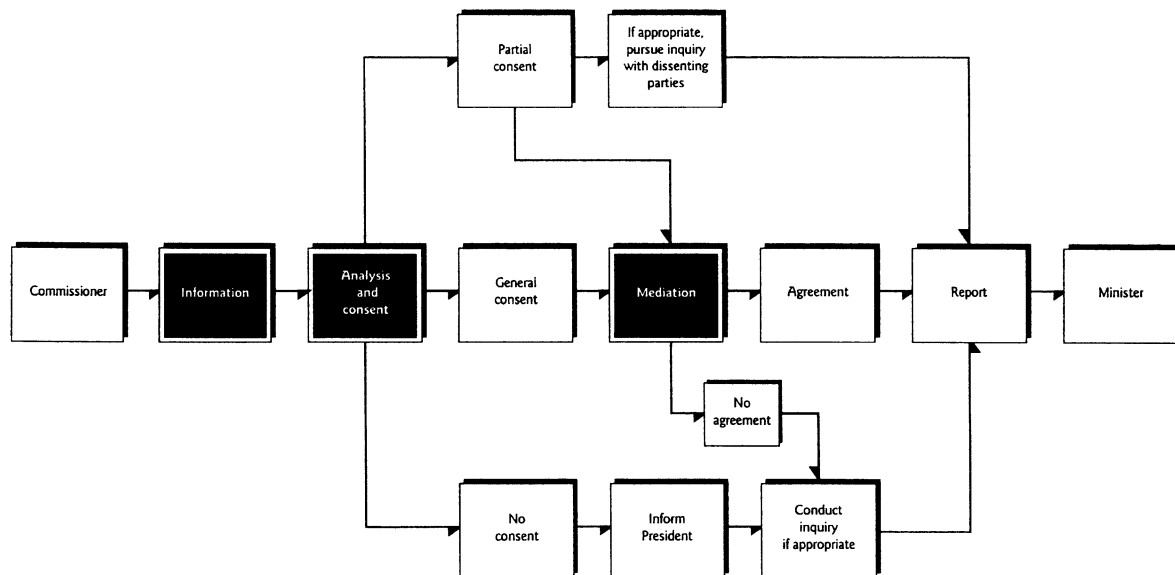 Partial
consent
If appropriate,
pursue inquiry
with dissenting
parties
Commissioner
Information
Analysis
and
consent
General
consent
Mediation
Agreement
Report
Minister
No
agreement
No
consent
Inform
President
Conduct
inquiry
if appropriate